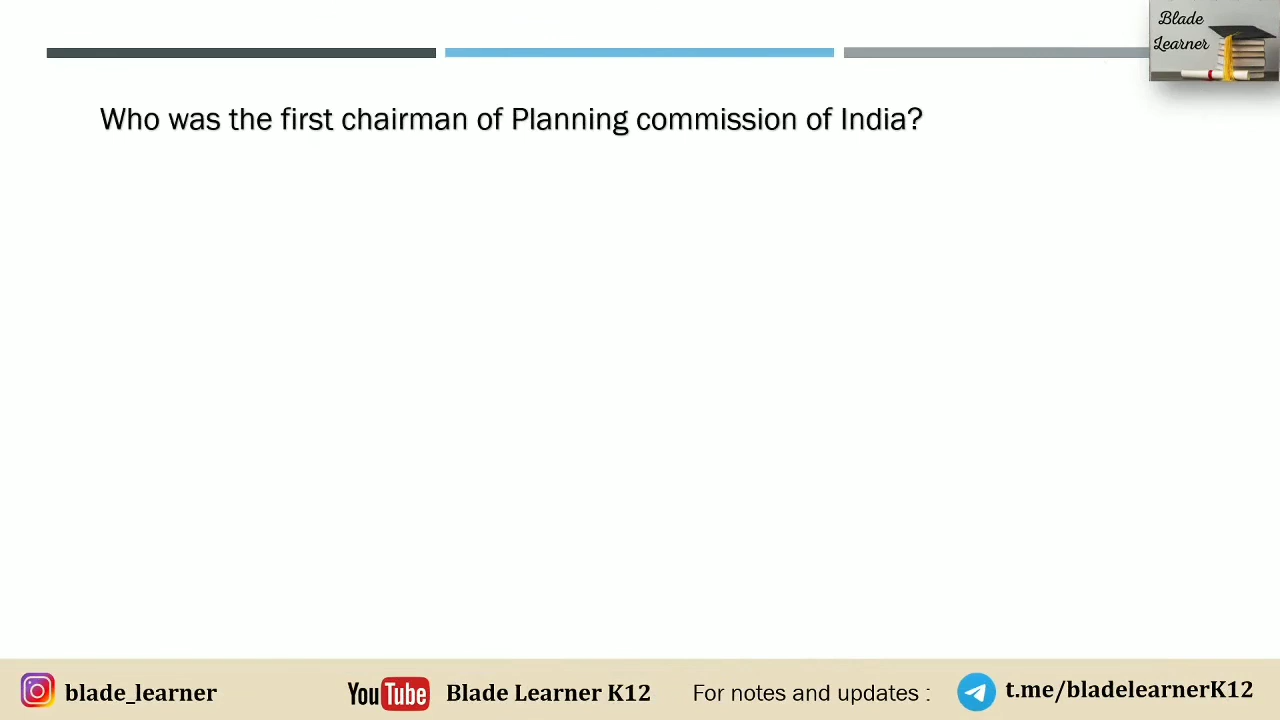 Blade
Learner
Who was the first chairman of Planning commission of India?
blade_learner
YouTube
Blade Learner K12
For notes and updates :
t.me/bladelearnerK12